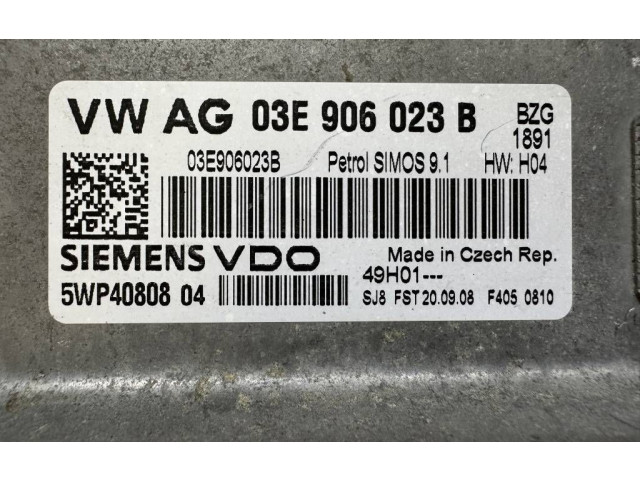 VW AG 03E 906 023 B BZG
1891
03E906023B Petrol SIMOS 9.1 HW: H04
SIEMENS VDO Made in Czech Rep.
49H01---
5WP40808 04 SJ8 FST 20.09.08 F405 0810